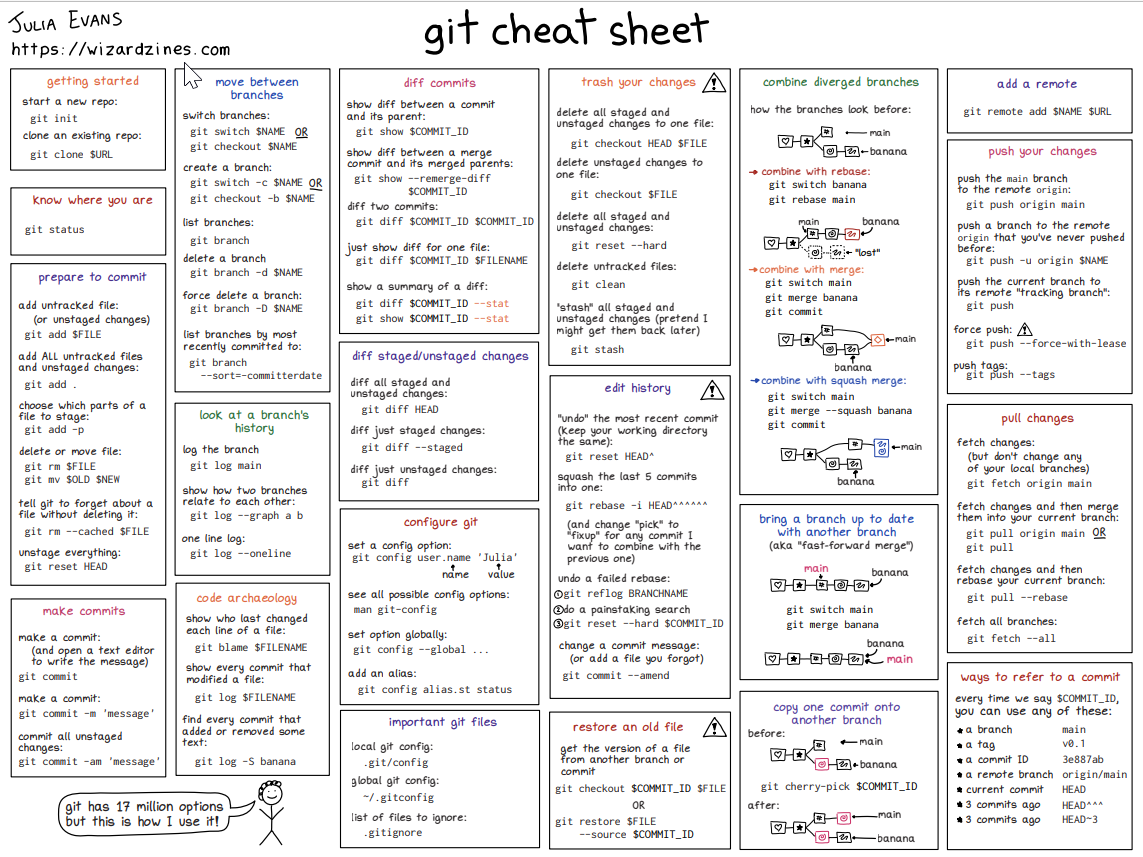 JULIA EVANS
https://wizardzines.com
git cheat sheet
getting started
start a new repo:
git init
clone an existing repo:
git clone $URL
know where you are
git status
prepare to commit
add untracked file:
(or unstaged changes)
git add $FILE
add ALL untracked files
and unstaged changes:
git add .
choose which parts of a
file to stage:
git add -p
delete or move file:
git rm $FILE
git mv $OLD $NEW
tell git to forget about a
file without deleting it:
git rm --cached $FILE
unstage everything:
git reset HEAD
make commits
make a commit:
(and open a text editor
to write the message)
git commit
make a commit:
git commit -m 'message'
commit all unstaged
changes:
git commit -am 'message'
move between
branches
switch branches:
git switch $NAME OR
git checkout $NAME
create a branch:
git switch -c $NAME OR
git checkout -b $NAME
list branches:
git branch
delete a branch
git branch -d $NAME
force delete a branch:
git branch -D $NAME
list branches by most
recently committed to:
git branch
--sort=-committerdate
look at a branch's
history
log the branch
git log main
show how two branches
relate to each other:
git log --graph a b
one line log:
git log --oneline
code archaeology
show who last changed
each line of a file:
git blame $FILENAME
show every commit that
modified a file:
git log $FILENAME
find every commit that
added or removed some
text:
git log -S banana
git has 17 million options
but this is how I use it!
diff commits
show diff between a commit
and its parent:
git show $COMMIT_ID
show diff between a merge
commit and its merged parents:
git show --remerge-diff
$COMMIT_ID
diff two commits:
git diff $COMMIT_ID $COMMIT_ID
just show diff for one file:
git diff $COMMIT_ID $FILENAME
show a summary of a diff:
git diff $COMMIT_ID --stat
git show $COMMIT_ID --stat
diff staged/unstaged changes
diff all staged and
unstaged changes:
git diff HEAD
diff just staged changes:
git diff --staged
diff just unstaged changes:
git diff
configure git
set a config option:
git config user.name 'Julia'
name value
see all possible config options:
man git-config
set option globally:
git config --global ...
add an alias:
git config alias.st status
important git files
local git config:
.git/config
global git config:
~/.gitconfig
list of files to ignore:
.gitignore
trash your changes
delete all staged and
unstaged changes to one file:
git checkout HEAD $FILE
delete unstaged changes to
one file:
git checkout $FILE
delete all staged and
unstaged changes:
git reset --hard
delete untracked files:
git clean
"stash" all staged and
unstaged changes (pretend I
might get them back later)
git stash
edit history
"undo" the most recent commit
(keep your working directory
the same):
git reset HEAD^
squash the last 5 commits
into one:
git rebase -i HEAD^^^^^^
(and change "pick" to
"fixup" for any commit I
want to combine with the
previous one)
undo a failed rebase:
①git reflog BRANCHNAME
②do a painstaking search
③git reset --hard $COMMIT_ID
change a commit message:
(or add a file you forgot)
git commit --amend
restore an old file
get the version of a file
from another branch or
commit
git checkout $COMMIT_ID $FILE
OR
git restore $FILE
--source $COMMIT_ID
combine diverged branches
how the branches look before:
main
banana
combine with rebase:
git switch banana
git rebase main
main banana
"lost"
combine with merge:
git switch main
git merge banana
git commit
main
banana
combine with squash merge:
git switch main
git merge --squash banana
git commit
main
banana
bring a branch up to date
with another branch
(aka "fast-forward merge")
main
banana
git switch main
git merge banana
banana
main
copy one commit onto
another branch
before:
main
banana
git cherry-pick $COMMIT_ID
after:
main
banana
add a remote
git remote add $NAME $URL
push your changes
push the main branch
to the remote origin:
git push origin main
push a branch to the remote
origin that you've never pushed
before:
git push -u origin $NAME
push the current branch to
its remote "tracking branch":
git push
force push:
git push --force-with-lease
push tags:
git push --tags
pull changes
fetch changes:
(but don't change any
of your local branches)
git fetch origin main
fetch changes and then merge
them into your current branch:
git pull origin main OR
git pull
fetch changes and then
rebase your current branch:
git pull --rebase
fetch all branches:
git fetch --all
ways to refer to a commit
every time we say $COMMIT_ID,
you can use any of these:
★ a branch main
★ a tag v0.1
★ a commit ID 3e887ab
★ a remote branch origin/main
★ current commit HEAD
★ 3 commits ago HEAD^^^
★ 3 commits ago HEAD~3